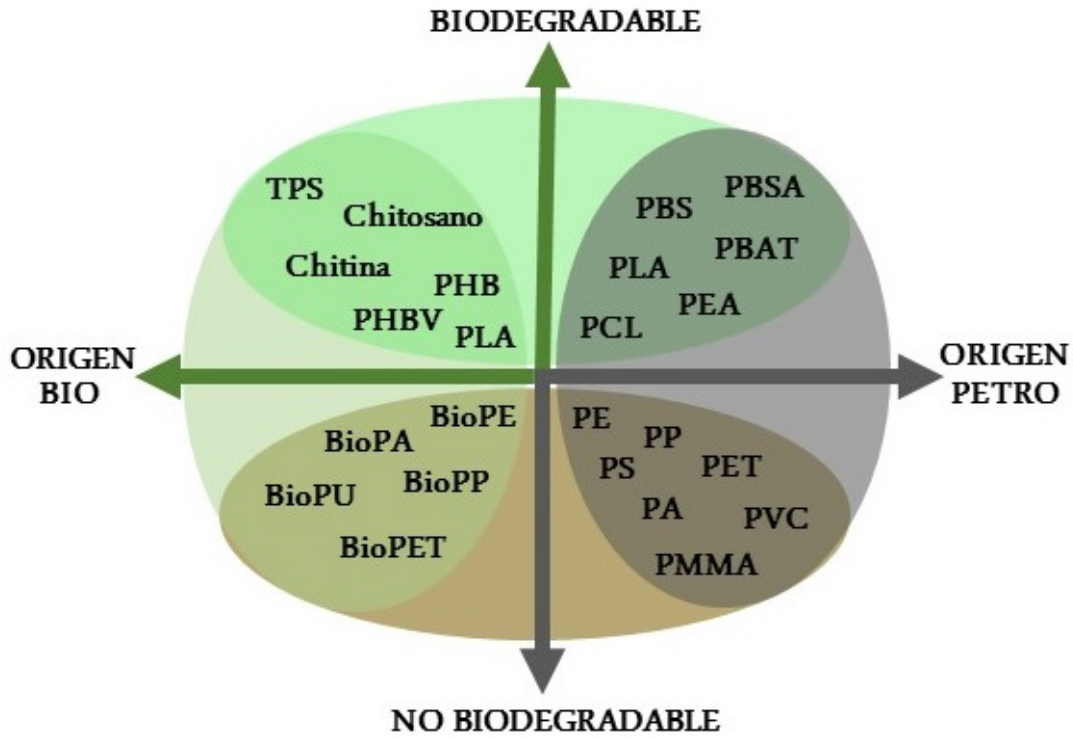 BIODEGRADABLE
TPS
Chitosano
Chitina
PHB
PHBV
PLA
PBSA
PBS
PBAT
PLA
PEA
PCL
ORIGEN
BIO
ORIGEN
PETRO
BioPE
BioPA
BioPP
BioPU
BioPET
PE
PP
PS
PET
PA
PVC
PMMA
NO BIODEGRADABLE